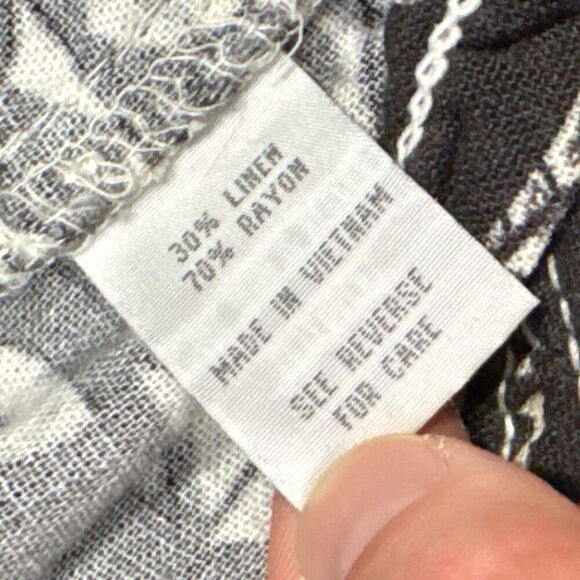 30% LINEN
70% RAYON
MADE IN VIETNAM
SEE REVERSE
FOR CARE